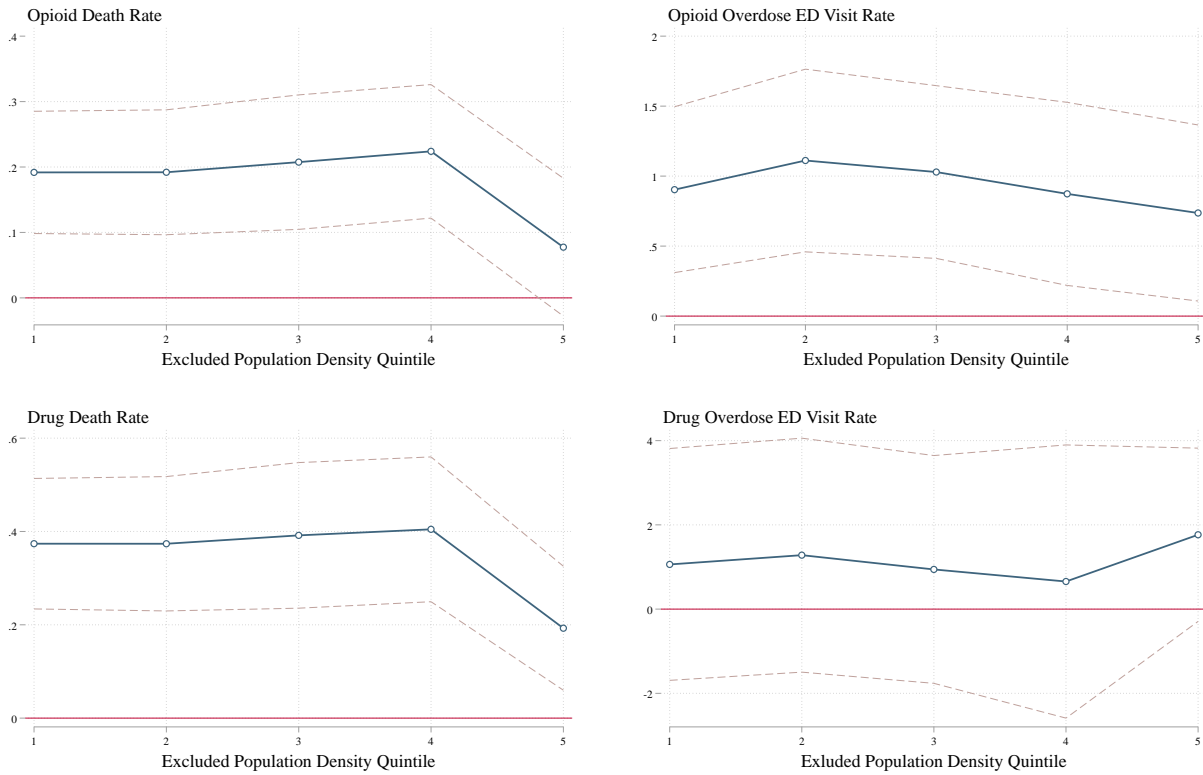 Opioid Death Rate
.4
.3
.2
.1
0
1 2 3 4 5
Excluded Population Density Quintile
Opioid Overdose ED Visit Rate
2
1.5
1
.5
0
1 2 3 4 5
Exluded Population Density Quintile
Drug Death Rate
.6
.4
.2
0
1 2 3 4 5
Excluded Population Density Quintile
Drug Overdose ED Visit Rate
4
2
0
-2
1 2 3 4 5
Exluded Population Density Quintile